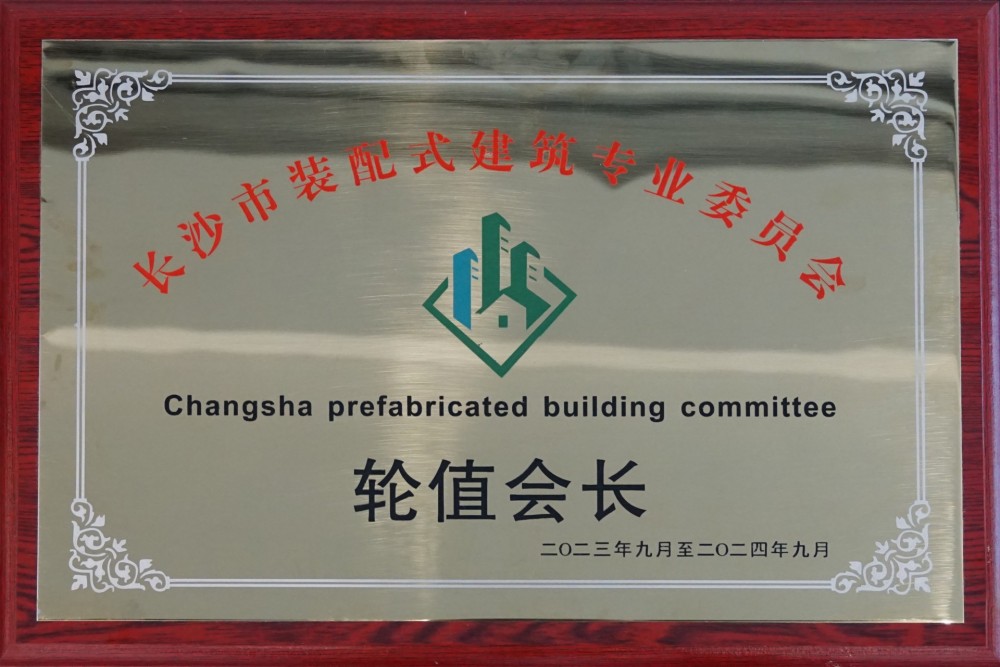 长沙市装配式建筑专业委员会
Changsha prefabricated building committee
轮值会长
二〇二三年九月至二〇二四年九月